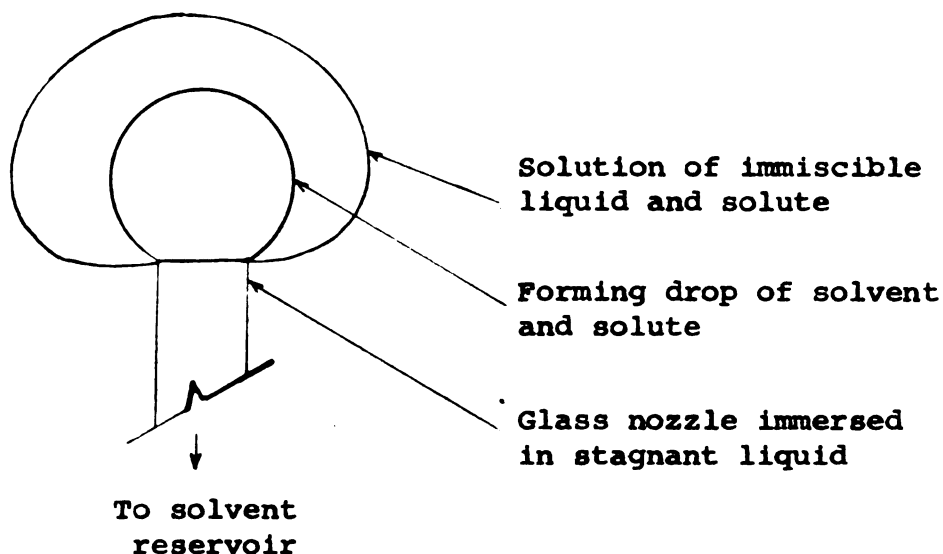 Solution of immiscible
liquid and solute
Forming drop of solvent
and solute
Glass nozzle immersed
in stagnant liquid
To solvent
reservoir